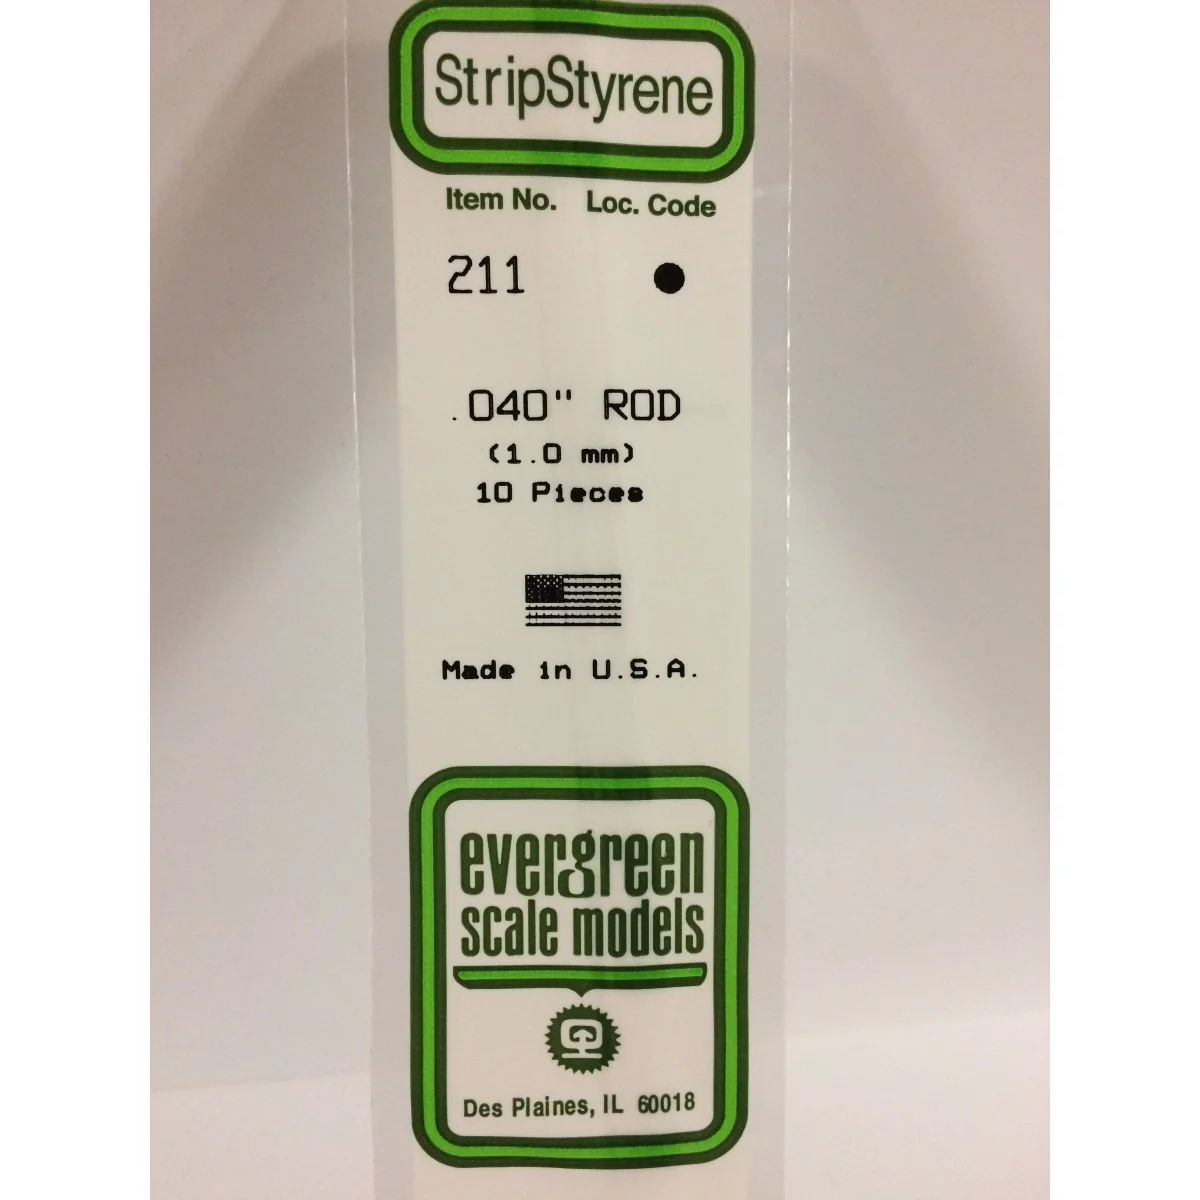 StripStyrene
Item No. Loc. Code
211 ●
.040" ROD
(1.0 mm)
10 Pieces
Made in U.S.A.
evergreen
scale models
Des Plaines, IL 60018